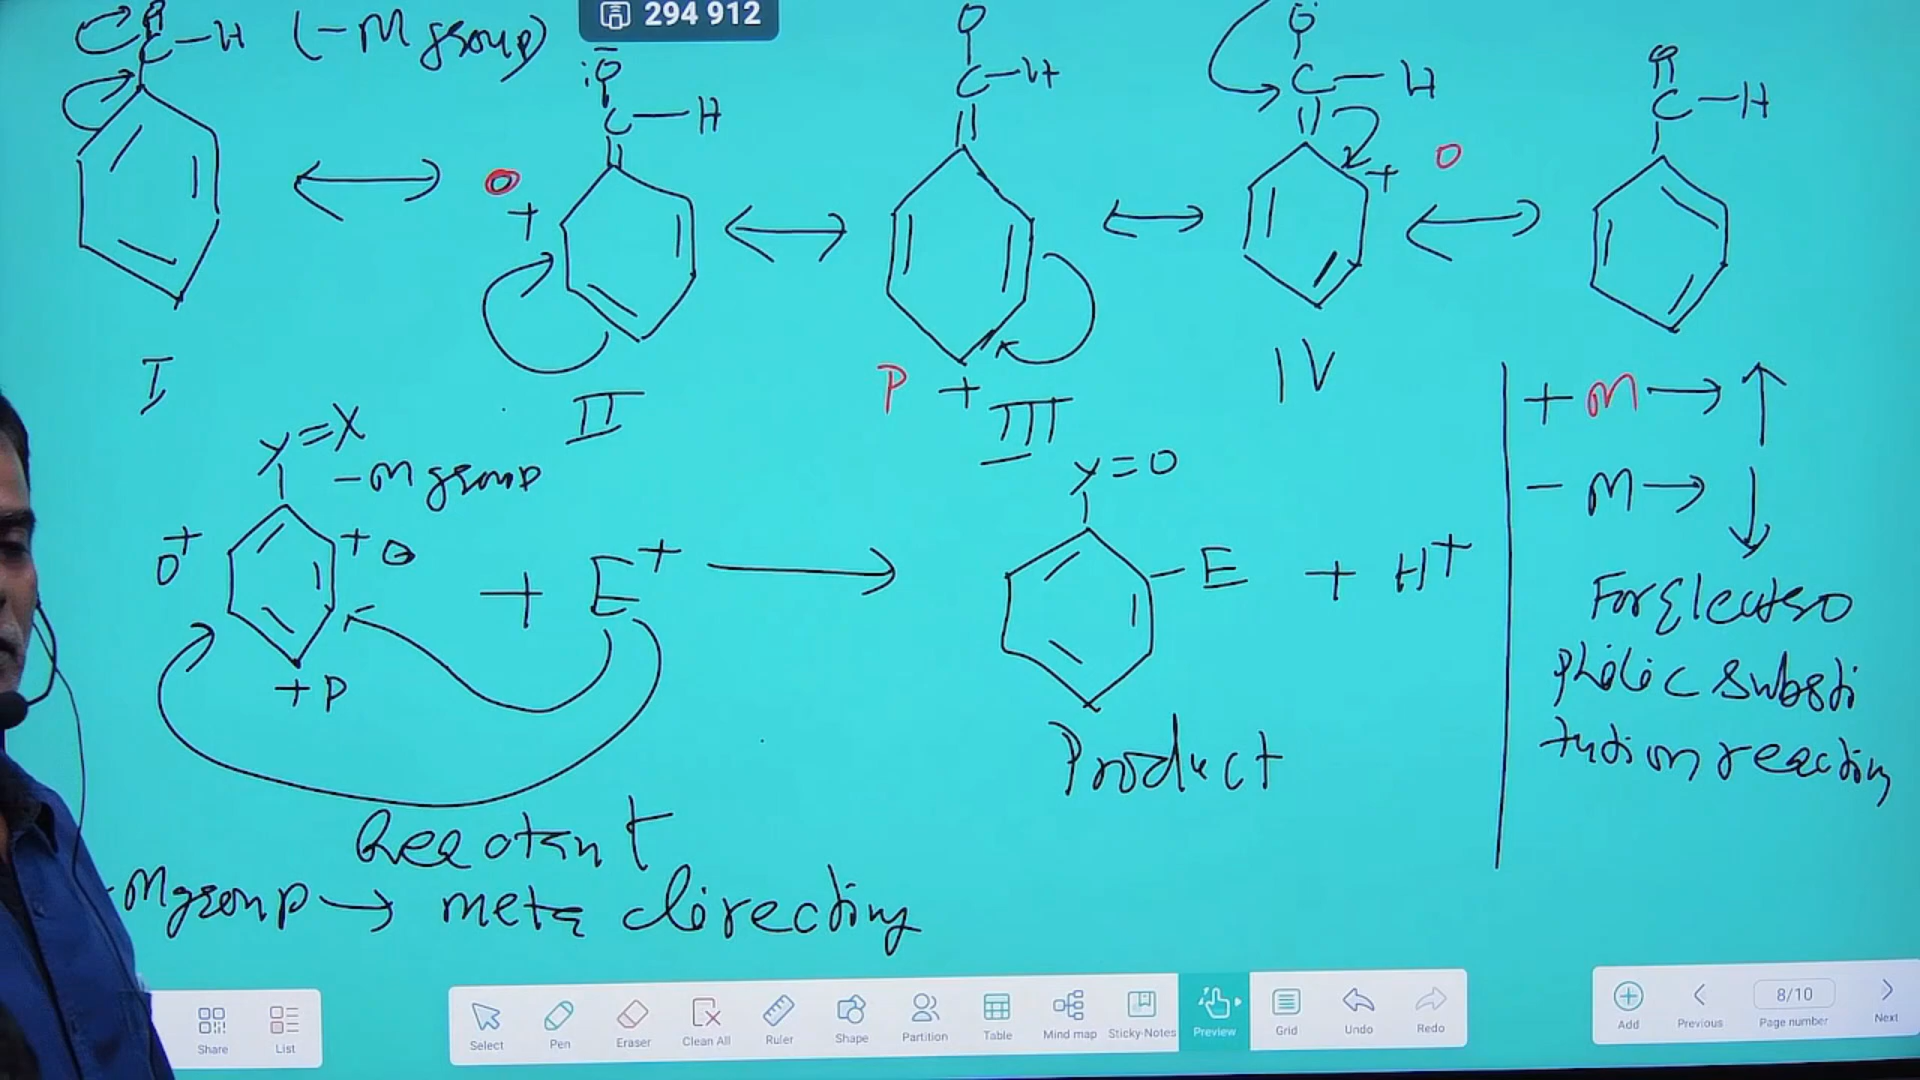 294 912
O
C-H (-M group)
O
C-H
O
C-H
O
C-H
O
C-H
O
+
+ O
I
II
P +
III
IV
+ M → ↑
- M → ↓
For Electro
philic substi
tution reaction
Y=X
-M group
O+
+ O
+P
+ E+ →
Y=O
-E + H+
Product
Reactant
-M group → meta directing
Share
List
Select
Pen
Eraser
Clean All
Ruler
Shape
Partition
Table
Mind map
Sticky-Notes
Preview
Grid
Undo
Redo
Add
Previous
8/10
Page number
Next